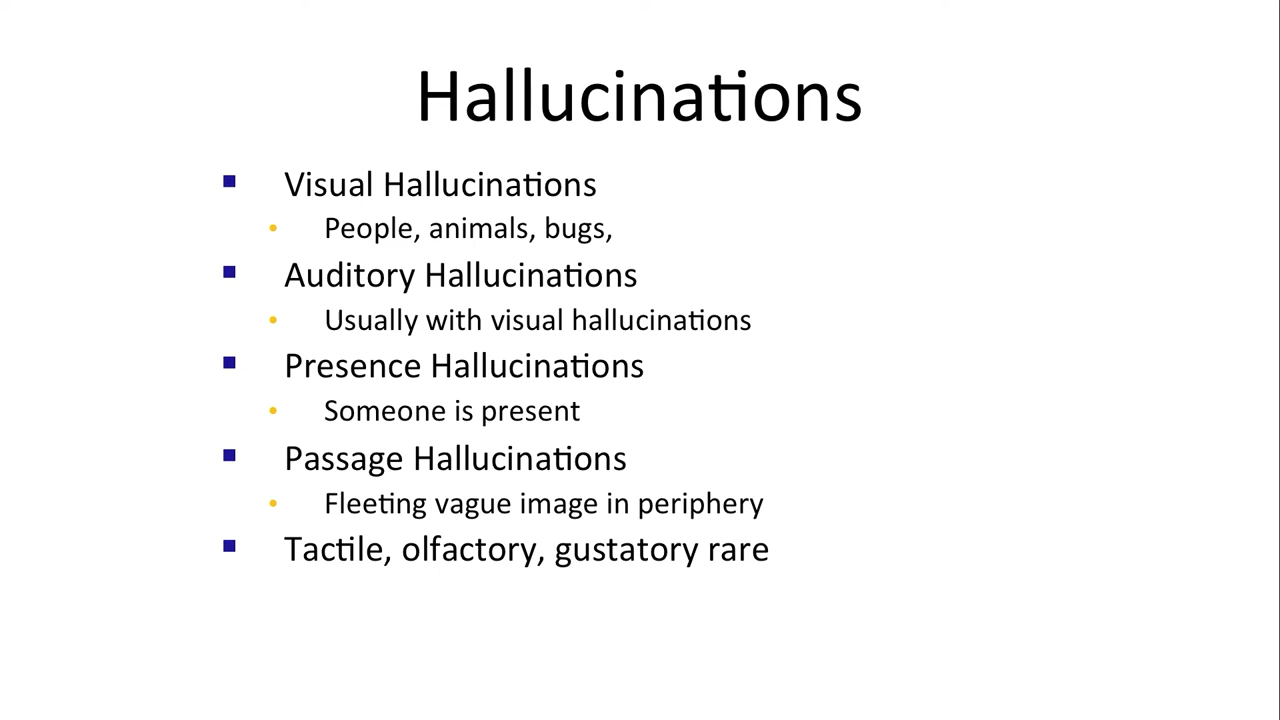 Hallucinations
Visual Hallucinations
People, animals, bugs,
Auditory Hallucinations
Usually with visual hallucinations
Presence Hallucinations
Someone is present
Passage Hallucinations
Fleeting vague image in periphery
Tactile, olfactory, gustatory rare